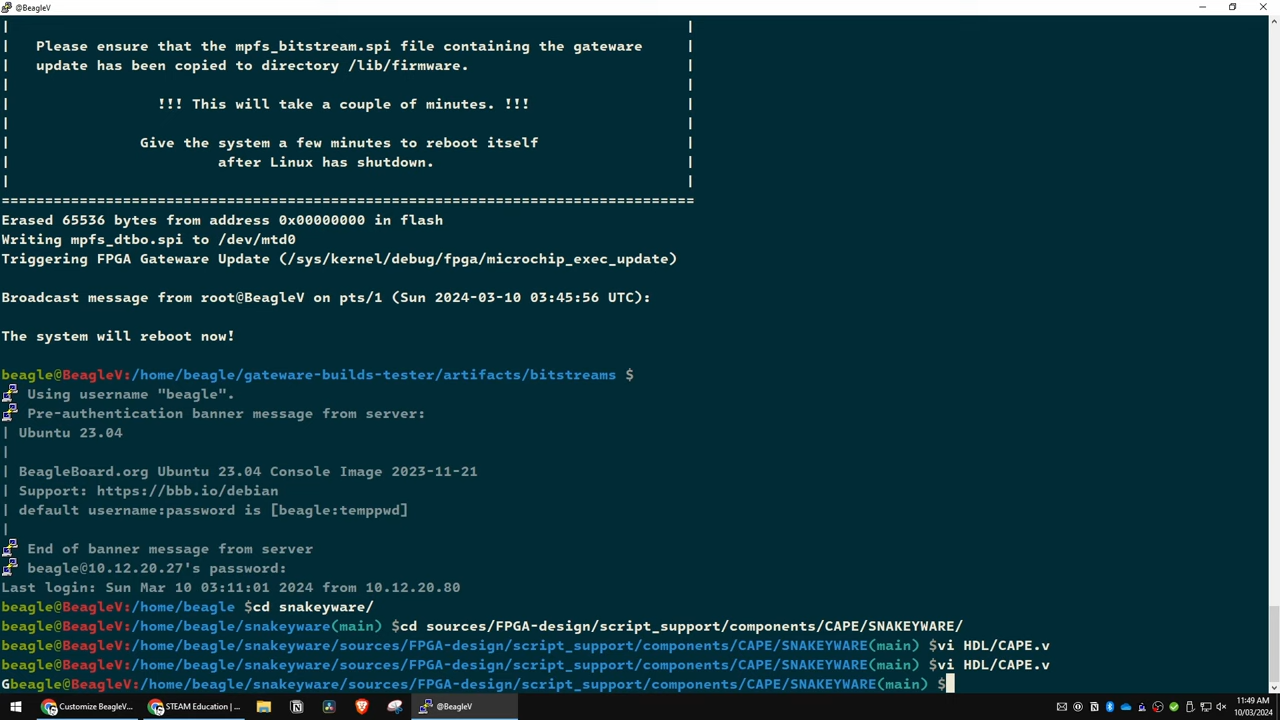 @BeagleV
Please ensure that the mpfs_bitstream.spi file containing the gateware
update has been copied to directory /lib/firmware.
!!! This will take a couple of minutes. !!!
Give the system a few minutes to reboot itself
after Linux has shutdown.
================================================================================
Erased 65536 bytes from address 0x00000000 in flash
Writing mpfs_dtbo.spi to /dev/mtd0
Triggering FPGA Gateware Update (/sys/kernel/debug/fpga/microchip_exec_update)
Broadcast message from root@BeagleV on pts/1 (Sun 2024-03-10 03:45:56 UTC):
The system will reboot now!
beagle@BeagleV:/home/beagle/gateware-builds-tester/artifacts/bitstreams $
Using username "beagle".
Pre-authentication banner message from server:
| Ubuntu 23.04
|
| BeagleBoard.org Ubuntu 23.04 Console Image 2023-11-21
| Support: https://bbb.io/debian
| default username:password is [beagle:temppwd]
|
End of banner message from server
beagle@10.12.20.27's password:
Last login: Sun Mar 10 03:11:01 2024 from 10.12.20.80
beagle@BeagleV:/home/beagle $cd snakeyware/
beagle@BeagleV:/home/beagle/snakeyware(main) $cd sources/FPGA-design/script_support/components/CAPE/SNAKEYWARE/
beagle@BeagleV:/home/beagle/snakeyware/sources/FPGA-design/script_support/components/CAPE/SNAKEYWARE(main) $vi HDL/CAPE.v
beagle@BeagleV:/home/beagle/snakeyware/sources/FPGA-design/script_support/components/CAPE/SNAKEYWARE(main) $vi HDL/CAPE.v
Gbeagle@BeagleV:/home/beagle/snakeyware/sources/FPGA-design/script_support/components/CAPE/SNAKEYWARE(main) $
Customize BeagleV...
STEAM Education | ...
@BeagleV
11:49 AM
10/03/2024